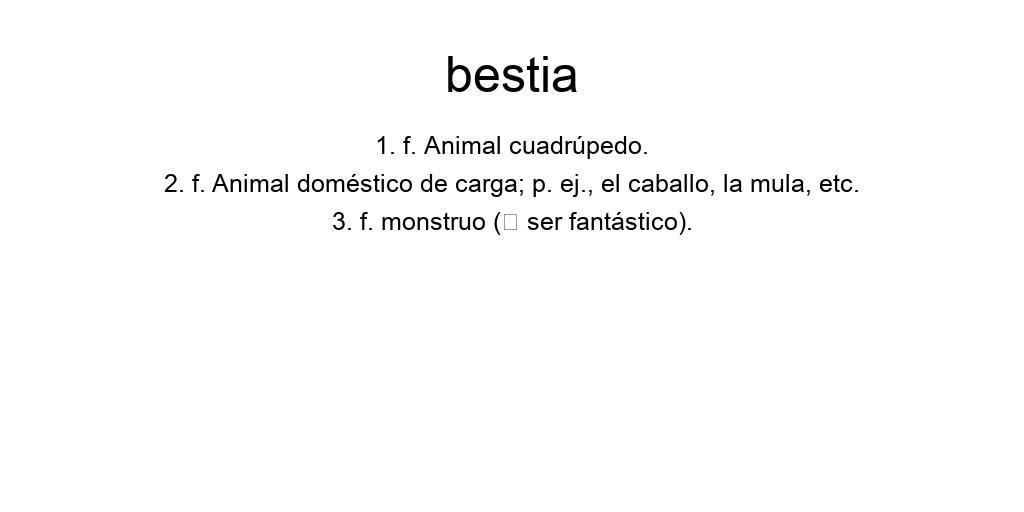 bestia
1. f. Animal cuadrúpedo.
2. f. Animal doméstico de carga; p. ej., el caballo, la mula, etc.
3. f. monstruo (□ ser fantástico).